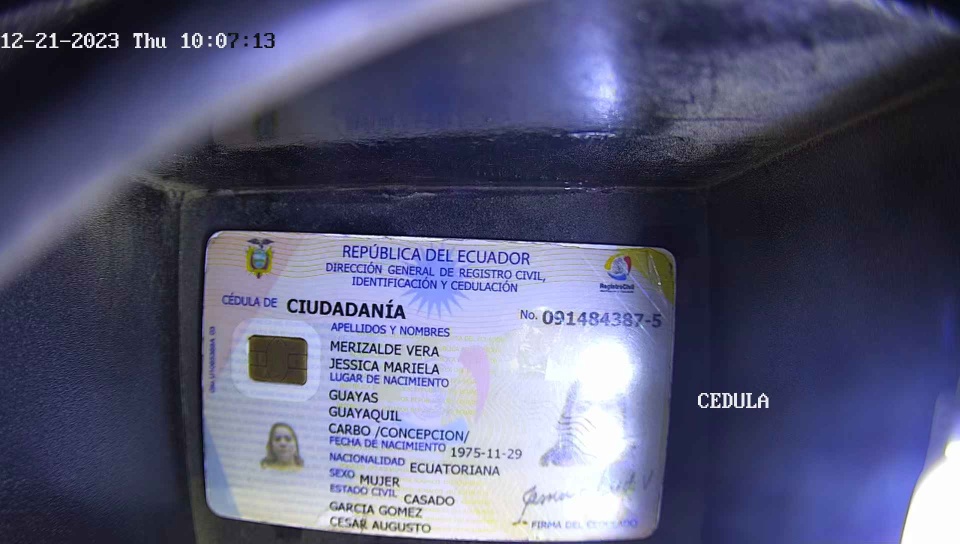 12-21-2023 Thu 10:07:13
REPÚBLICA DEL ECUADOR
DIRECCIÓN GENERAL DE REGISTRO CIVIL,
IDENTIFICACIÓN Y CEDULACIÓN
RegistroCivil
CÉDULA DE CIUDADANÍA
No. 091484387-5
APELLIDOS Y NOMBRES
MERIZALDE VERA
JESSICA MARIELA
LUGAR DE NACIMIENTO
GUAYAS
GUAYAQUIL
CARBO /CONCEPCION/
FECHA DE NACIMIENTO 1975-11-29
NACIONALIDAD ECUATORIANA
SEXO MUJER
ESTADO CIVIL CASADO
GARCIA GOMEZ
CESAR AUGUSTO
FIRMA DEL CEDULADO
CEDULA